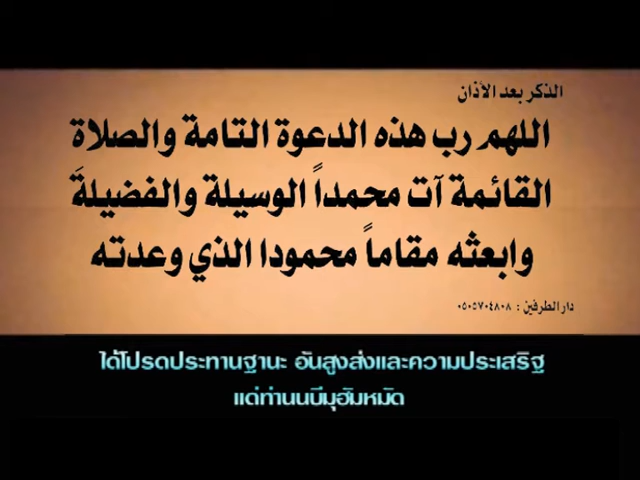 الذكر بعد الأذان
اللهم رب هذه الدعوة التامة والصلاة
القائمة آت محمداً الوسيلة والفضيلةَ
وابعثه مقاماً محمودا الذي وعدته
دار الطرفين : ٠٥٠٥٧٠٤٨٠٨
ได้โปรดประทานฐานะ อันสูงส่งและความประเสริฐ
แด่ท่านนบีมุฮัมหมัด